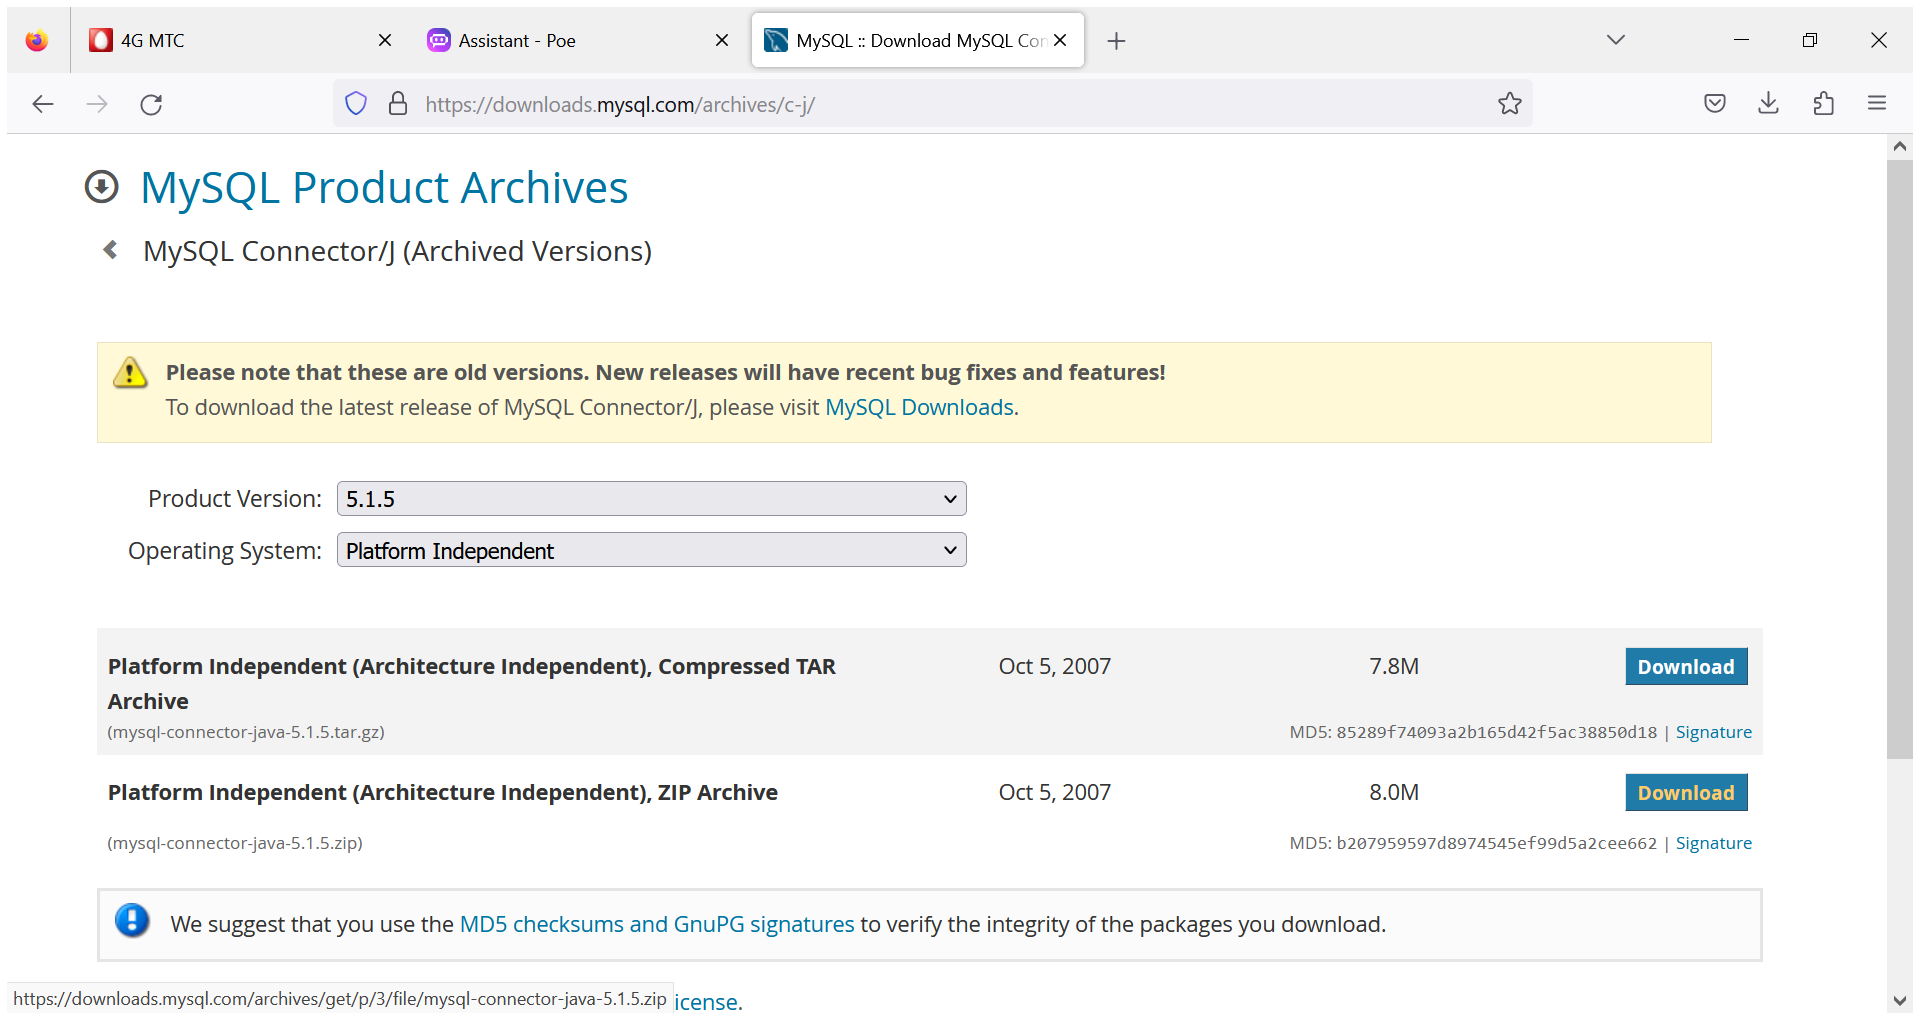 4G MTC
Assistant - Poe
MySQL :: Download MySQL Con
https://downloads.mysql.com/archives/c-j/
MySQL Product Archives
MySQL Connector/J (Archived Versions)
Please note that these are old versions. New releases will have recent bug fixes and features!
To download the latest release of MySQL Connector/J, please visit MySQL Downloads.
Product Version: 5.1.5
Operating System: Platform Independent
Platform Independent (Architecture Independent), Compressed TAR Oct 5, 2007 7.8M Download
Archive
(mysql-connector-java-5.1.5.tar.gz) MD5: 85289f74093a2b165d42f5ac38850d18 | Signature
Platform Independent (Architecture Independent), ZIP Archive Oct 5, 2007 8.0M Download
(mysql-connector-java-5.1.5.zip) MD5: b207959597d8974545ef99d5a2cee662 | Signature
We suggest that you use the MD5 checksums and GnuPG signatures to verify the integrity of the packages you download.
https://downloads.mysql.com/archives/get/p/3/file/mysql-connector-java-5.1.5.zip icense.